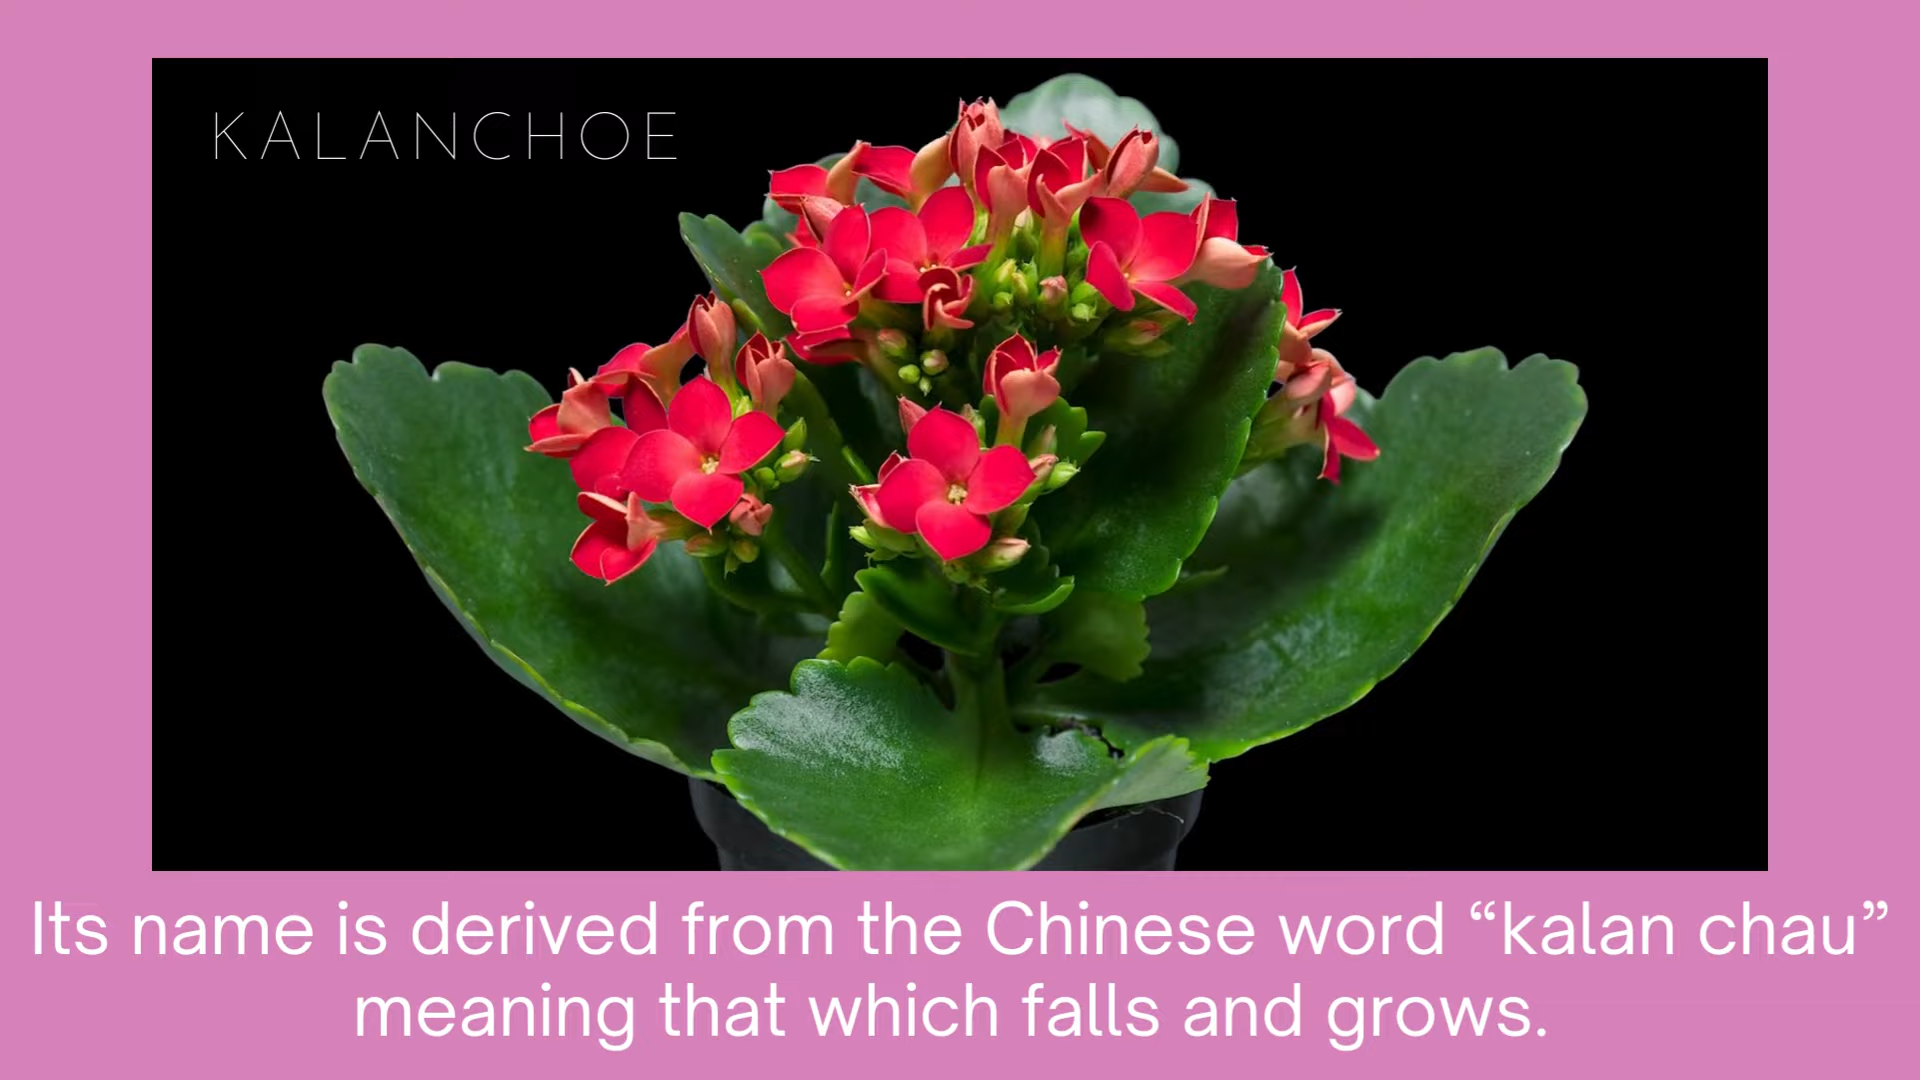 KALANCHOE
Its name is derived from the Chinese word “kalan chau”
meaning that which falls and grows.